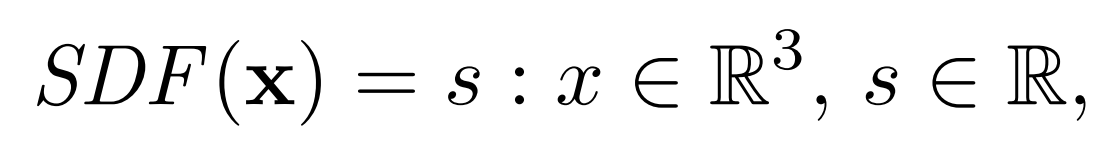 SDF(𝐱) = s : x ∈ ℝ³, s ∈ ℝ,